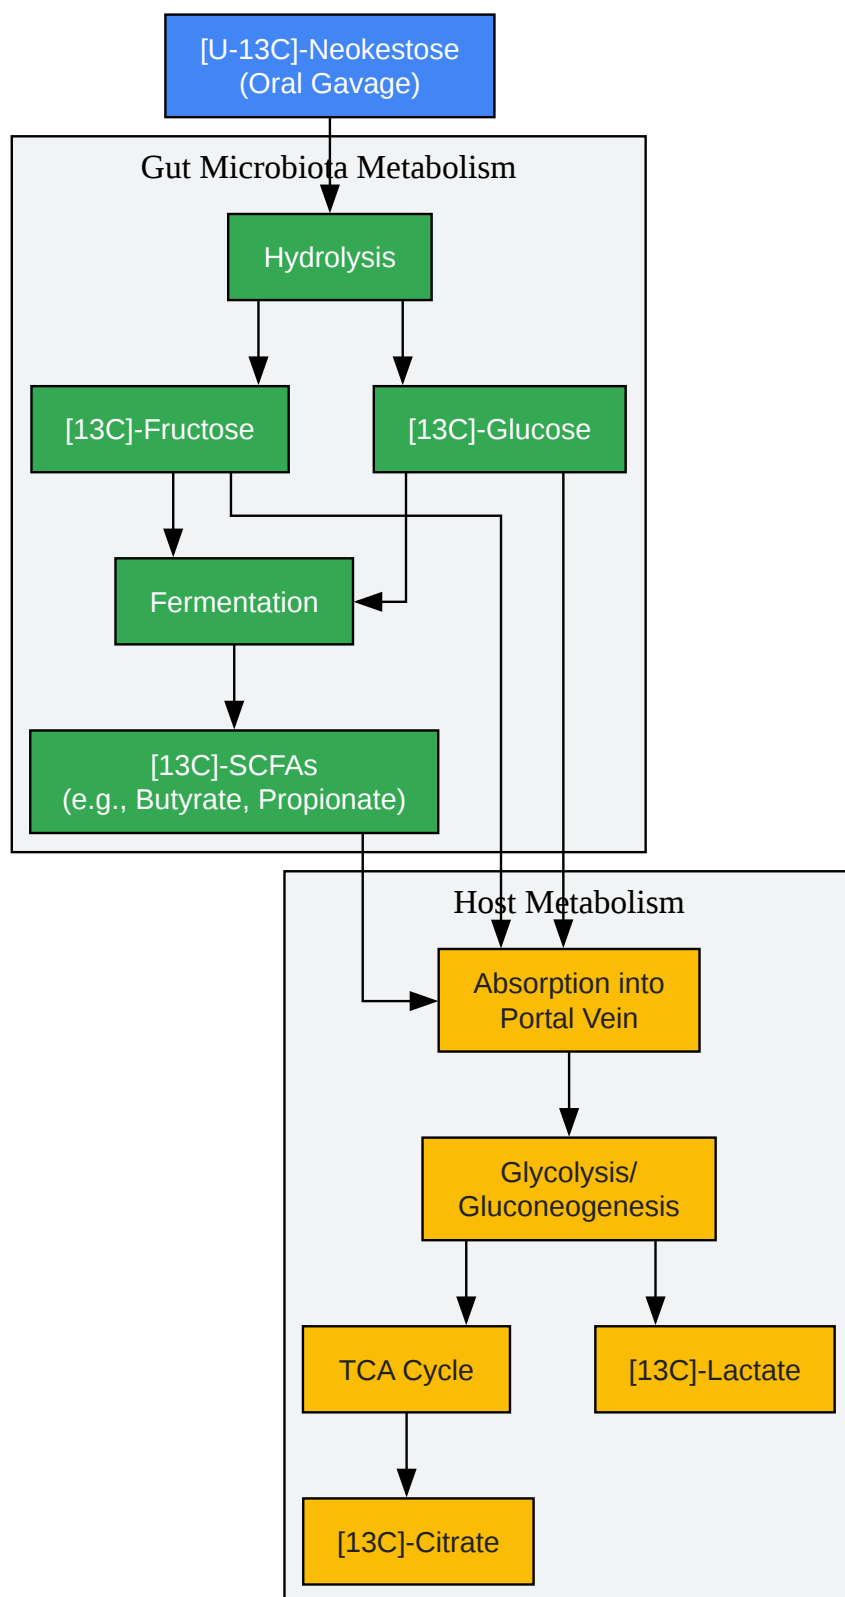 [U-13C]-Neokestose
(Oral Gavage)
Gut Microbiota Metabolism
Hydrolysis
[13C]-Fructose
[13C]-Glucose
Fermentation
[13C]-SCFAs
(e.g., Butyrate, Propionate)
Host Metabolism
Absorption into
Portal Vein
Glycolysis/
Gluconeogenesis
TCA Cycle
[13C]-Lactate
[13C]-Citrate